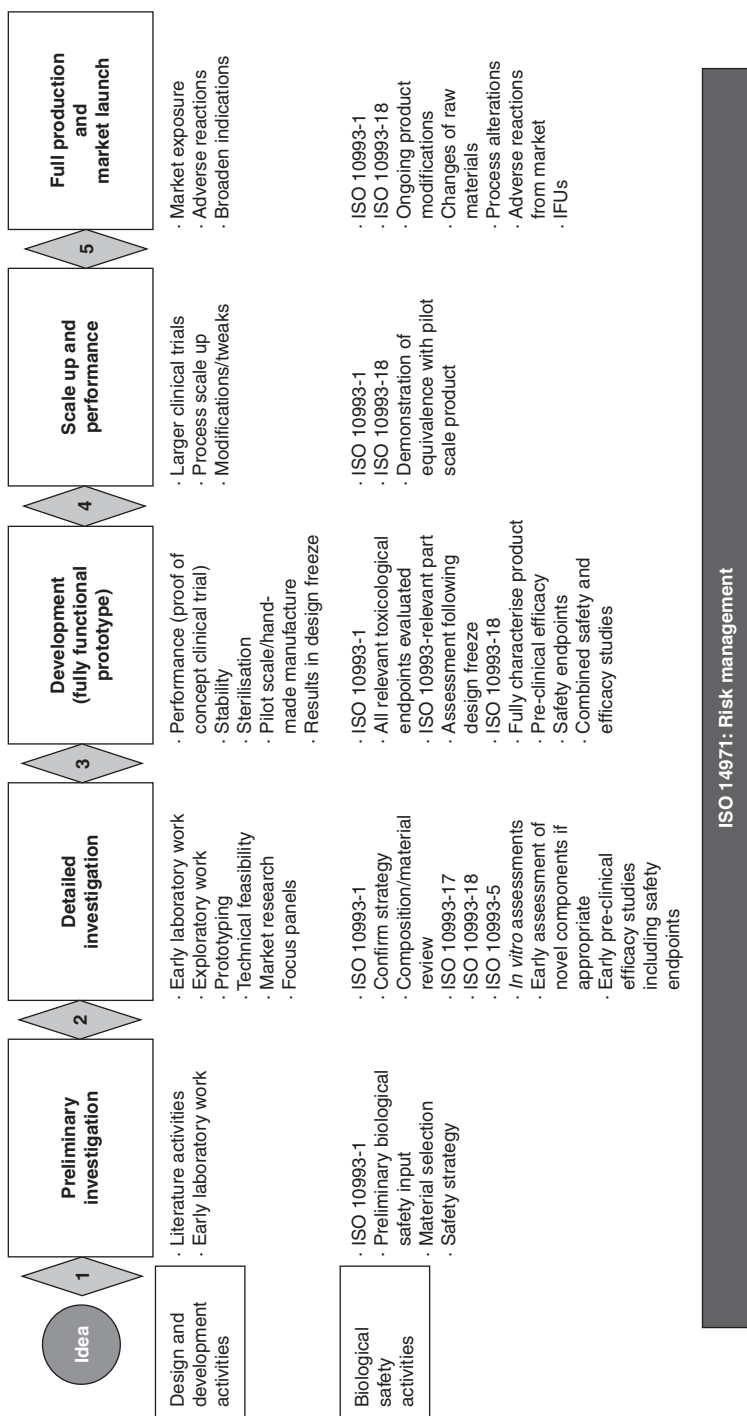 Idea
1
Preliminary
investigation
2
Detailed
investigation
3
Development
(fully functional
prototype)
4
Scale up and
performance
5
Full production
and
market launch
Design and
development
activities
· Literature activities
· Early laboratory work
· Early laboratory work
· Exploratory work
· Prototyping
· Technical feasibility
· Market research
· Focus panels
· Performance (proof of
concept clinical trial)
· Stability
· Sterilisation
· Pilot scale/hand-
made manufacture
· Results in design freeze
· Larger clinical trials
· Process scale up
· Modifications/tweaks
· Market exposure
· Adverse reactions
· Broaden indications
Biological
safety
activities
· ISO 10993-1
· Preliminary biological
safety input
· Material selection
· Safety strategy
· ISO 10993-1
· Confirm strategy
· Composition/material
review
· ISO 10993-17
· ISO 10993-18
· ISO 10993-5
· In vitro assessments
· Early assessment of
novel components if
appropriate
· Early pre-clinical
efficacy studies
including safety
endpoints
· ISO 10993-1
· All relevant toxicological
endpoints evaluated
· ISO 10993-relevant part
· Assessment following
design freeze
· ISO 10993-18
· Fully characterise product
· Pre-clinical efficacy
· Safety endpoints
· Combined safety and
efficacy studies
· ISO 10993-1
· ISO 10993-18
· Demonstration of
equivalence with pilot
scale product
· ISO 10993-1
· ISO 10993-18
· Ongoing product
modifications
· Changes of raw
materials
· Process alterations
· Adverse reactions
from market
· IFUs
ISO 14971: Risk management